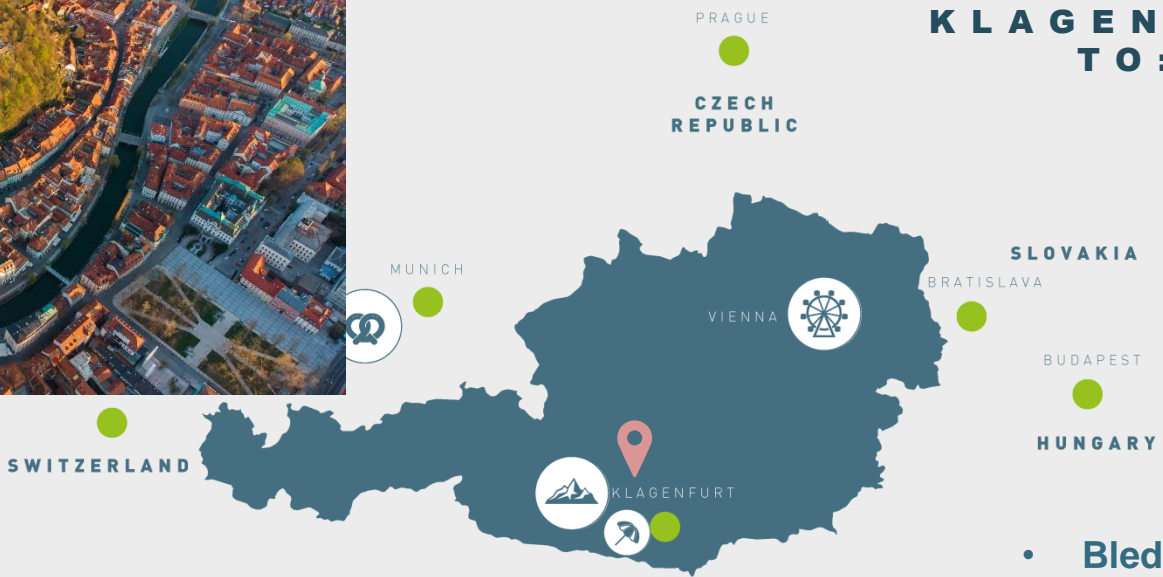 PRAGUE
KLAGEN
TO:
CZECH
REPUBLIC
SLOVAKIA
MUNICH
BRATISLAVA
VIENNA
BUDAPEST
HUNGARY
SWITZERLAND
KLAGENFURT
• Bled